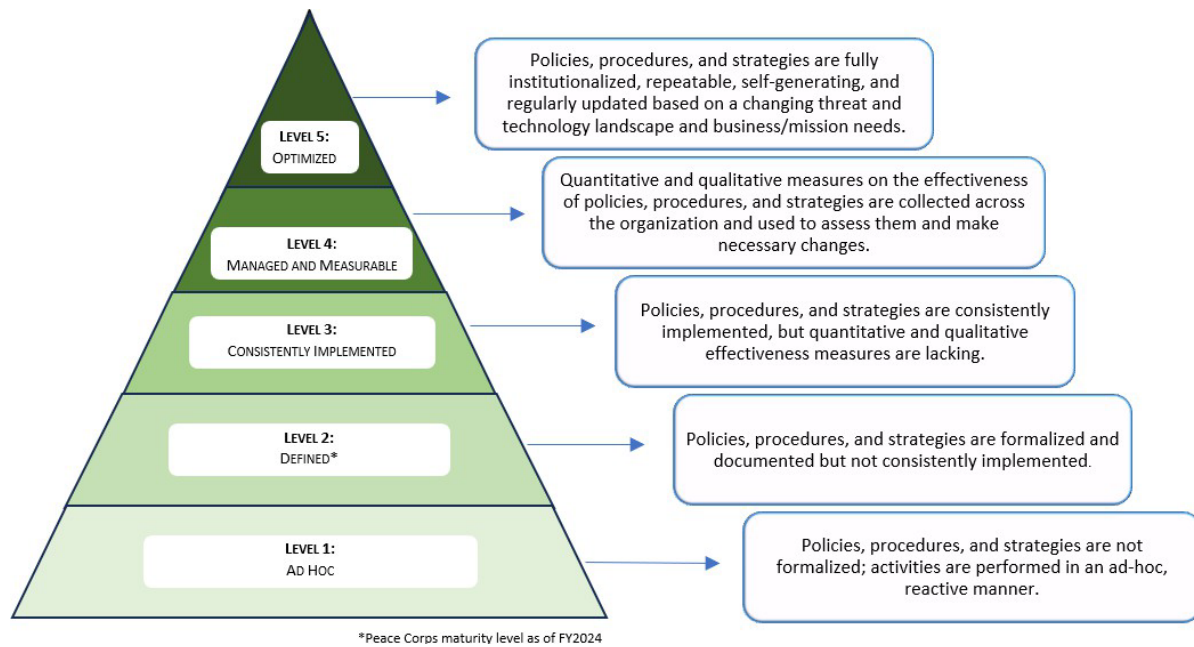 Policies, procedures, and strategies are fully
institutionalized, repeatable, self-generating, and
regularly updated based on a changing threat and
technology landscape and business/mission needs.
LEVEL 5:
OPTIMIZED
Quantitative and qualitative measures on the effectiveness
of policies, procedures, and strategies are collected across
the organization and used to assess them and make
necessary changes.
LEVEL 4:
MANAGED AND MEASURABLE
Policies, procedures, and strategies are consistently
implemented, but quantitative and qualitative
effectiveness measures are lacking.
LEVEL 3:
CONSISTENTLY IMPLEMENTED
Policies, procedures, and strategies are formalized and
documented but not consistently implemented.
LEVEL 2:
DEFINED*
Policies, procedures, and strategies are not
formalized; activities are performed in an ad-hoc,
reactive manner.
LEVEL 1:
AD HOC
*Peace Corps maturity level as of FY2024